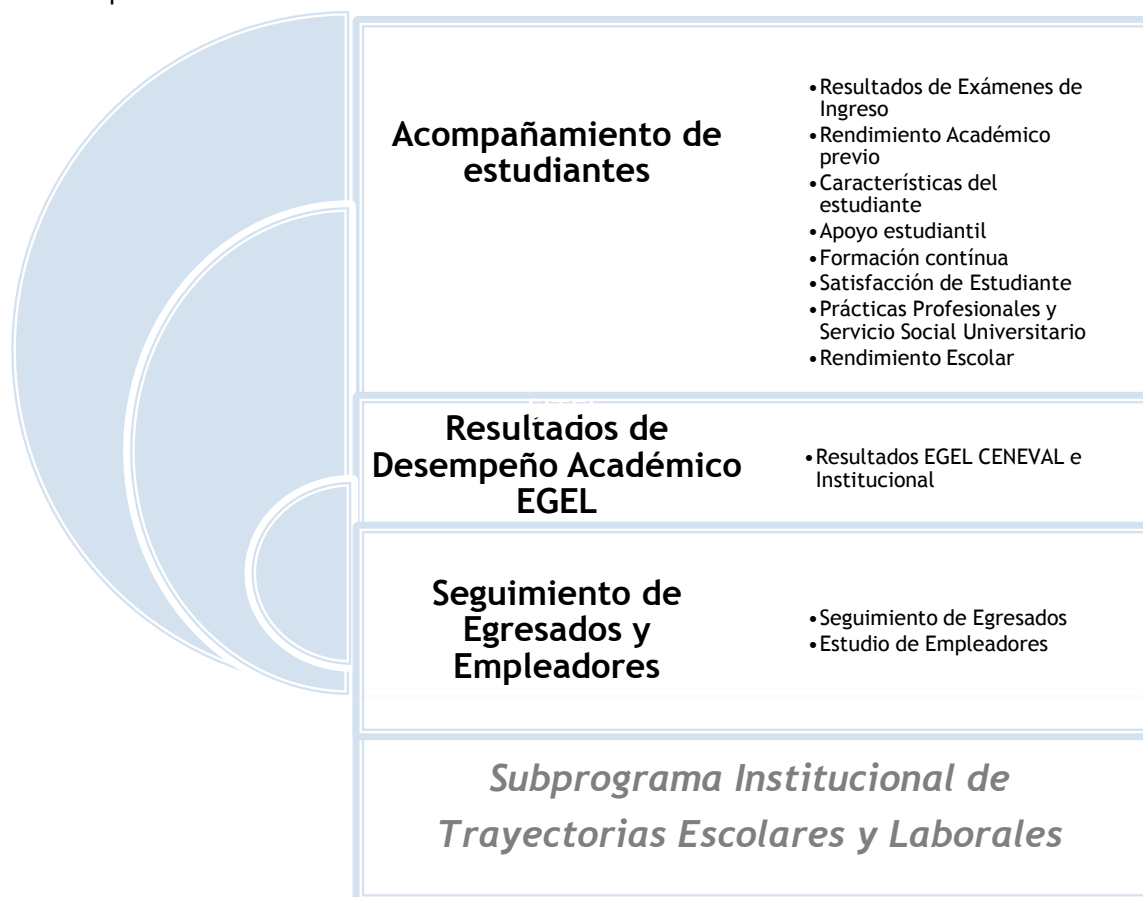 Acompañamiento de
estudiantes
•Resultados de Exámenes de
Ingreso
•Rendimiento Académico
previo
•Características del
estudiante
•Apoyo estudiantil
•Formación contínua
•Satisfacción de Estudiante
•Prácticas Profesionales y
Servicio Social Universitario
•Rendimiento Escolar
Resultados de
Desempeño Académico
EGEL
•Resultados EGEL CENEVAL e
Institucional
Seguimiento de
Egresados y
Empleadores
•Seguimiento de Egresados
•Estudio de Empleadores
Subprograma Institucional de
Trayectorias Escolares y Laborales